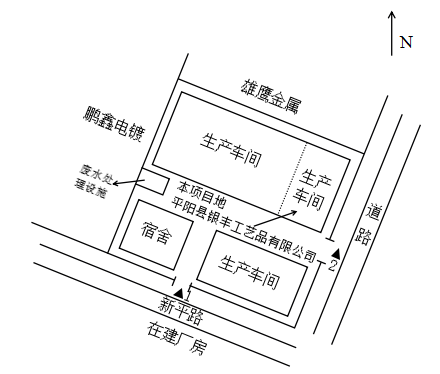 N
雄鹰金属
鹏鑫电镀
生产车间
生产
车间
废水处
理设施
本项目地
平阳县银丰工艺品有限公司
道
路
宿舍
生产车间
2
1
新平路
在建厂房